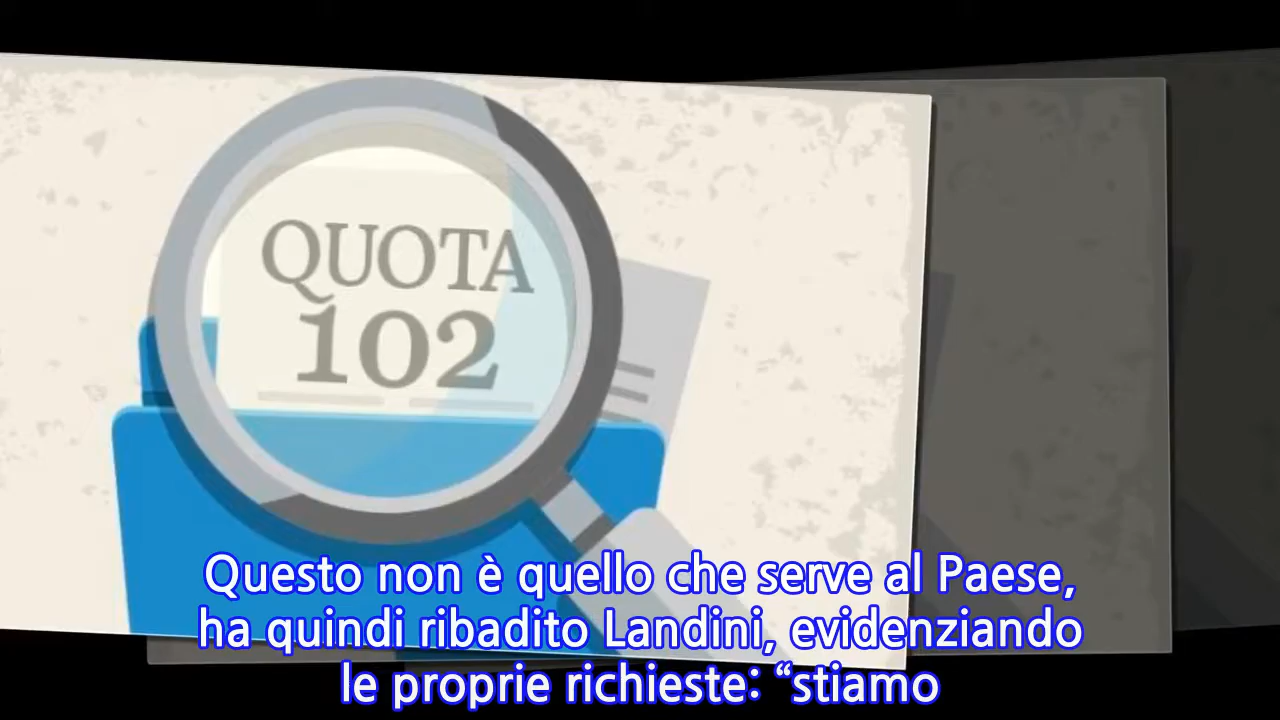 QUOTA
102
Questo non è quello che serve al Paese,
ha quindi ribadito Landini, evidenziando
le proprie richieste: “stiamo